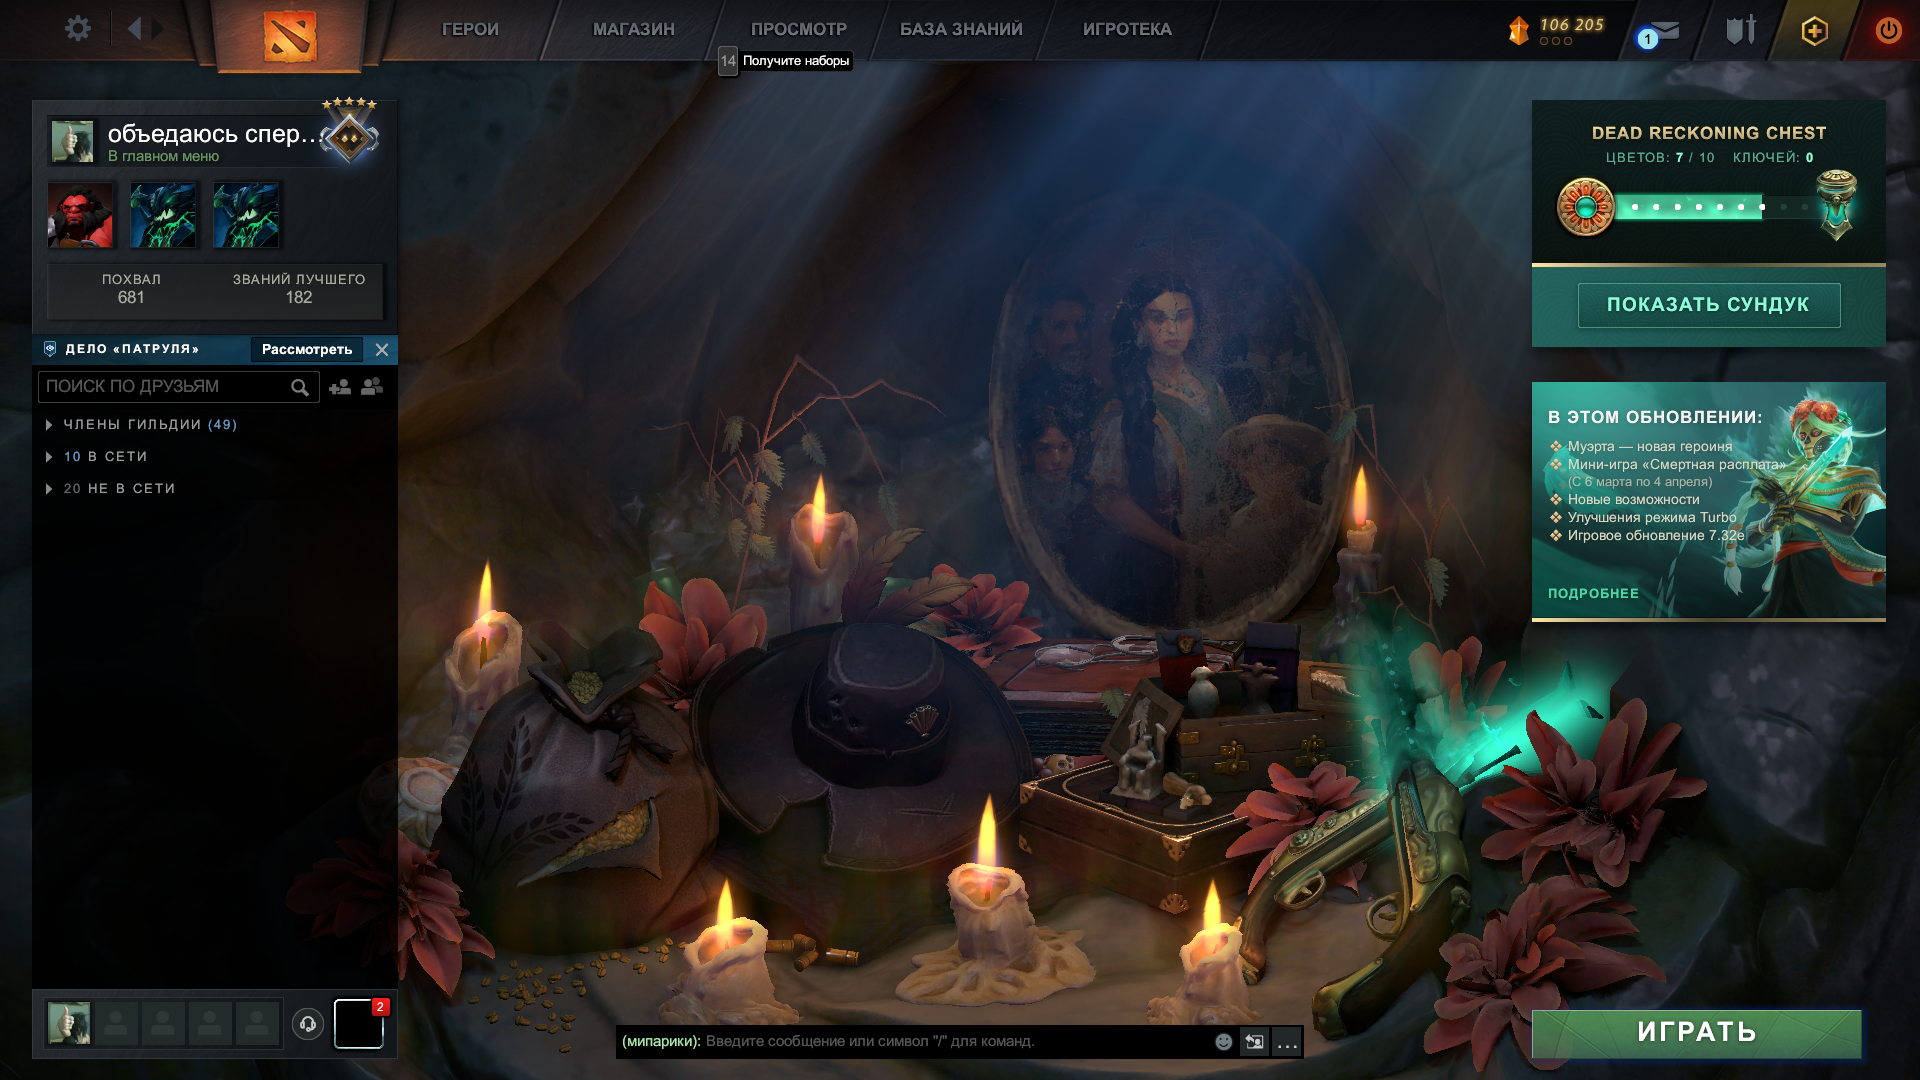 ГЕРОИ
МАГАЗИН
ПРОСМОТР
БАЗА ЗНАНИЙ
ИГРОТЕКА
106 205
1
14 Получите наборы
объедаюсь спер...
В главном меню
ПОХВАЛ
681
ЗВАНИЙ ЛУЧШЕГО
182
ДЕЛО «ПАТРУЛЯ»
Рассмотреть
ПОИСК ПО ДРУЗЬЯМ
ЧЛЕНЫ ГИЛЬДИИ (49)
10 В СЕТИ
20 НЕ В СЕТИ
2
(мипарики): Введите сообщение или символ "/" для команд.
...
DEAD RECKONING CHEST
ЦВЕТОВ: 7 / 10 КЛЮЧЕЙ: 0
ПОКАЗАТЬ СУНДУК
В ЭТОМ ОБНОВЛЕНИИ:
Муэрта — новая героиня
Мини-игра «Смертная расплата»
(С 6 марта по 4 апреля)
Новые возможности
Улучшения режима Turbo
Игровое обновление 7.32e
ПОДРОБНЕЕ
ИГРАТЬ